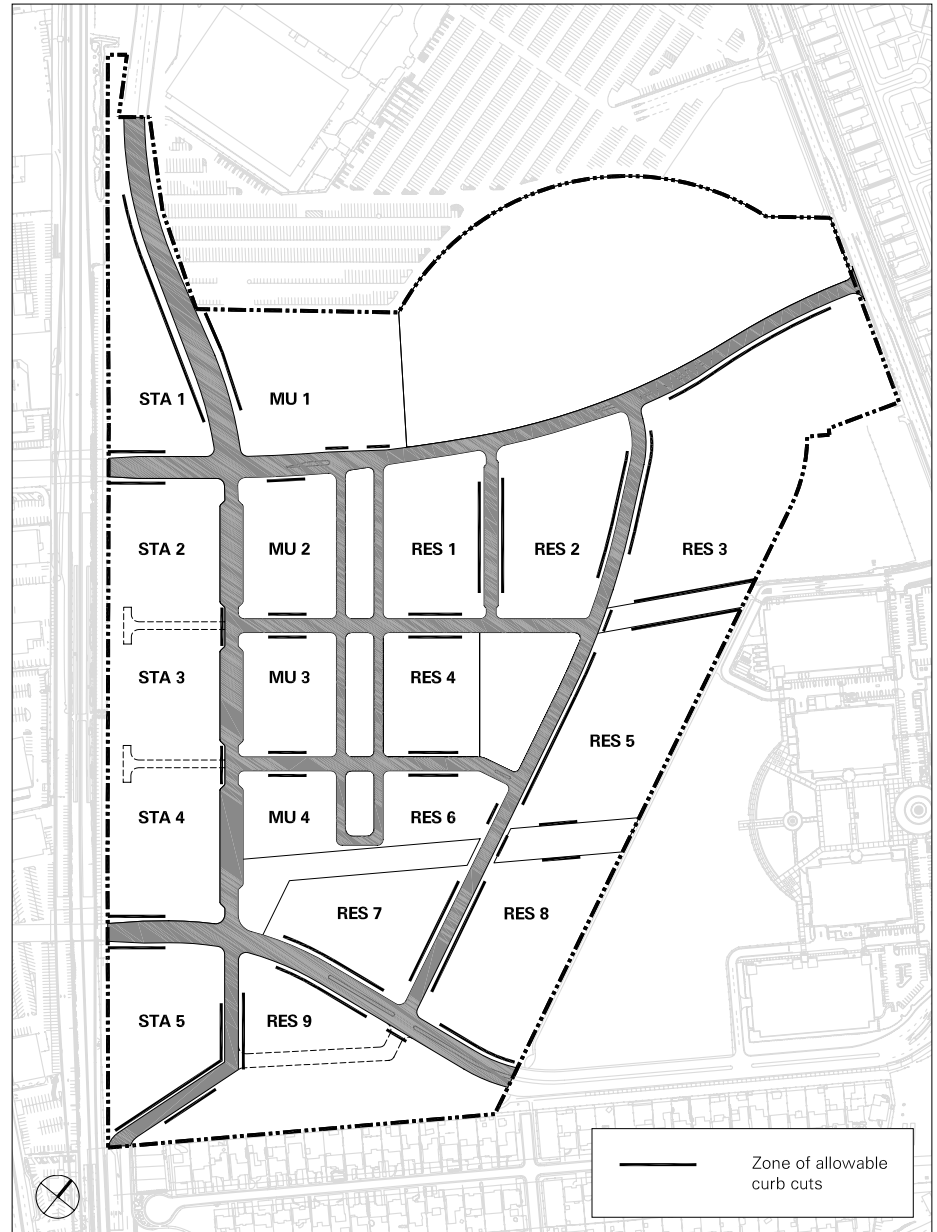 STA 1
MU 1
STA 2
MU 2
RES 1
RES 2
RES 3
STA 3
MU 3
RES 4
RES 5
STA 4
MU 4
RES 6
RES 7
RES 8
STA 5
RES 9
Zone of allowable
curb cuts